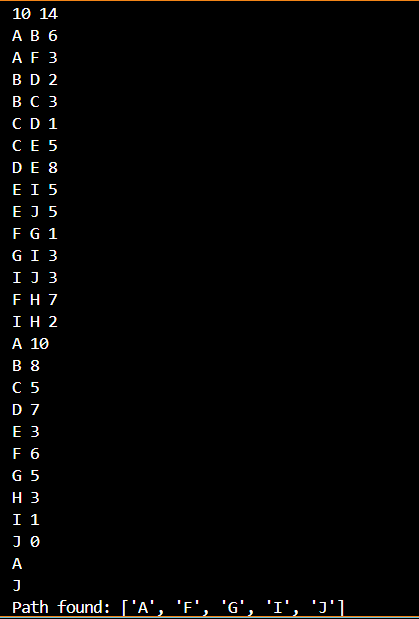 10 14
A B 6
A F 3
B D 2
B C 3
C D 1
C E 5
D E 8
E I 5
E J 5
F G 1
G I 3
I J 3
F H 7
I H 2
A 10
B 8
C 5
D 7
E 3
F 6
G 5
H 3
I 1
J 0
A
J
Path found: ['A', 'F', 'G', 'I', 'J']